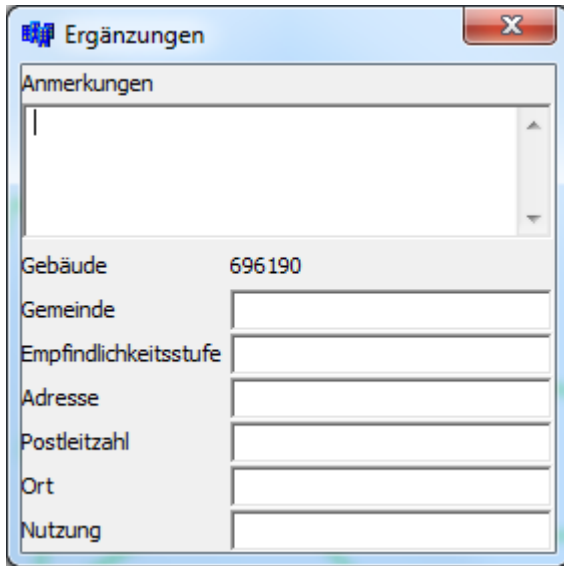 Ergänzungen
Anmerkungen
Gebäude 696190
Gemeinde
Empfindlichkeitsstufe
Adresse
Postleitzahl
Ort
Nutzung